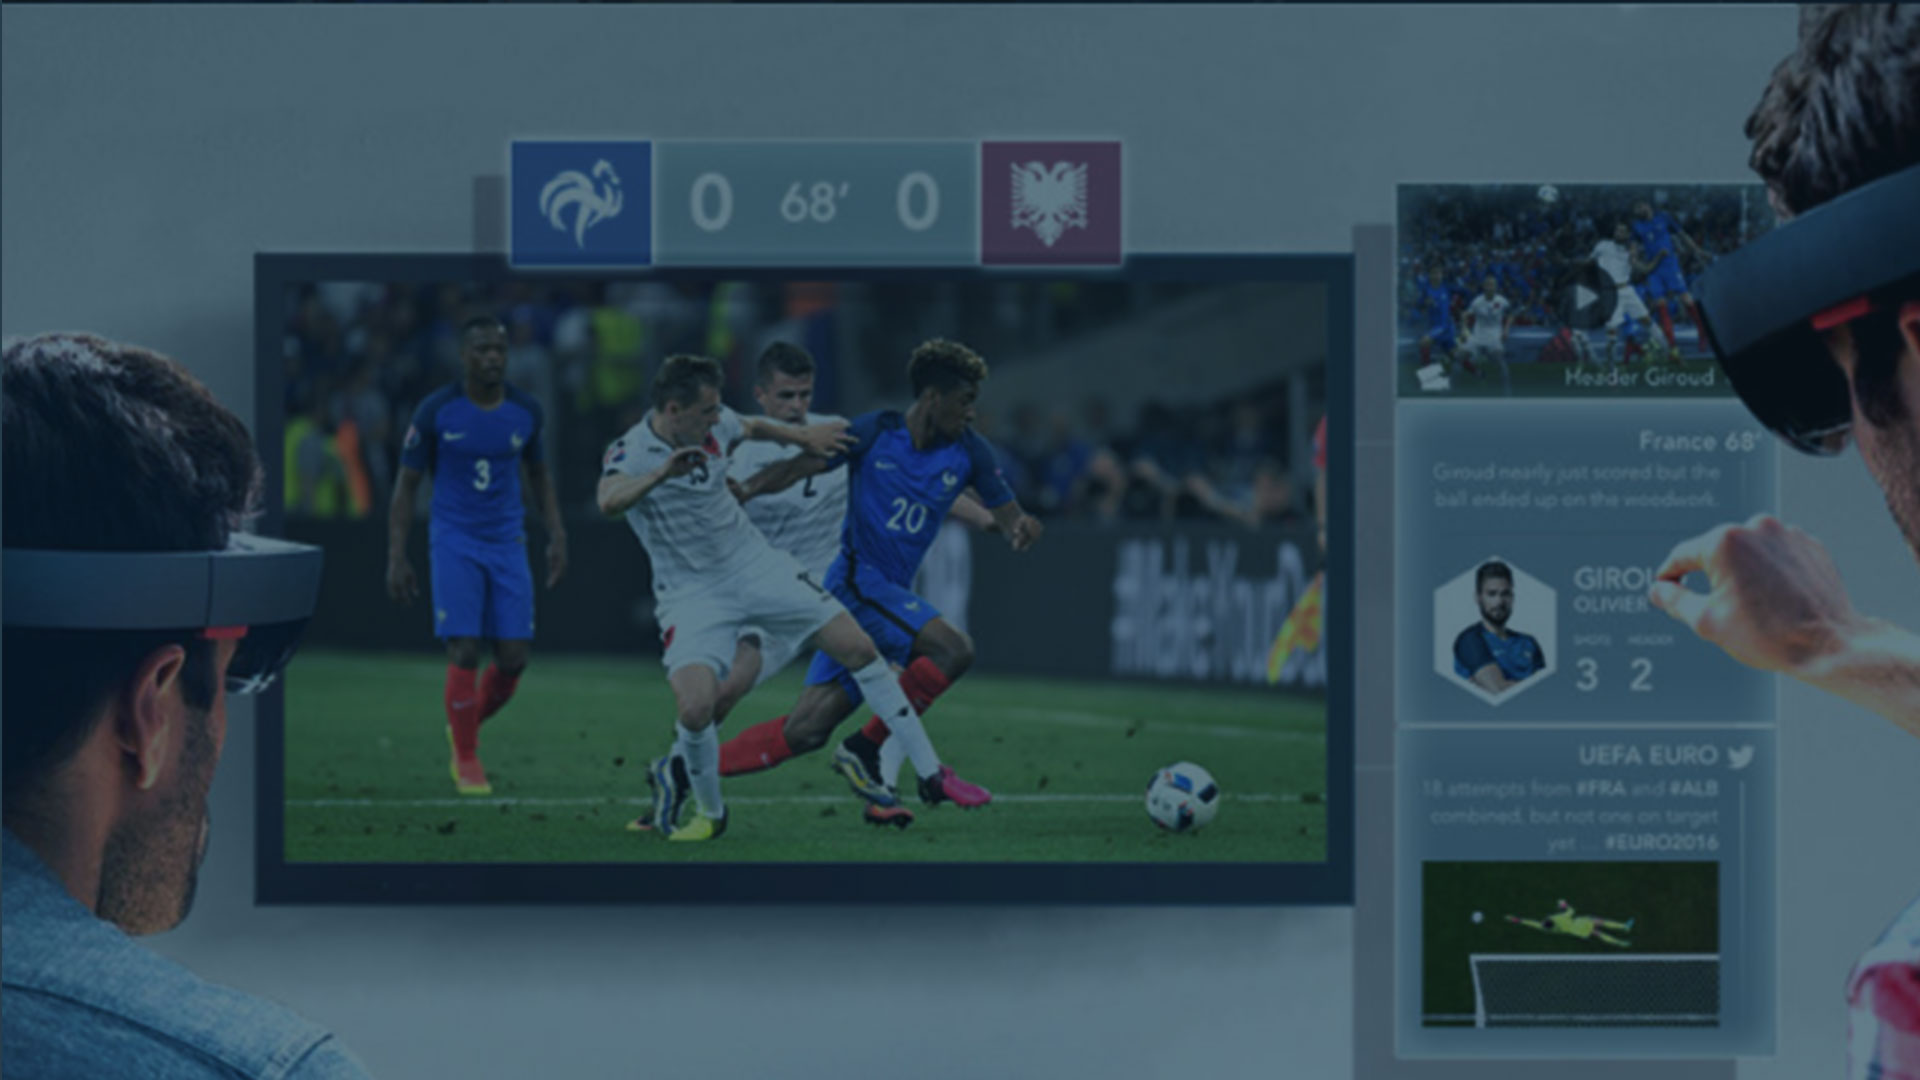 0 68' 0
3
20
2
#MakeYour
Header Giroud
France 68'
Giroud nearly just scored but the
ball ended up on the woodwork.
OLIVIER
SHOTS HEADER
3 2
UEFA EURO
18 attempts from #FRA and #ALB
combined, but not one on target
yet ... #EURO2016